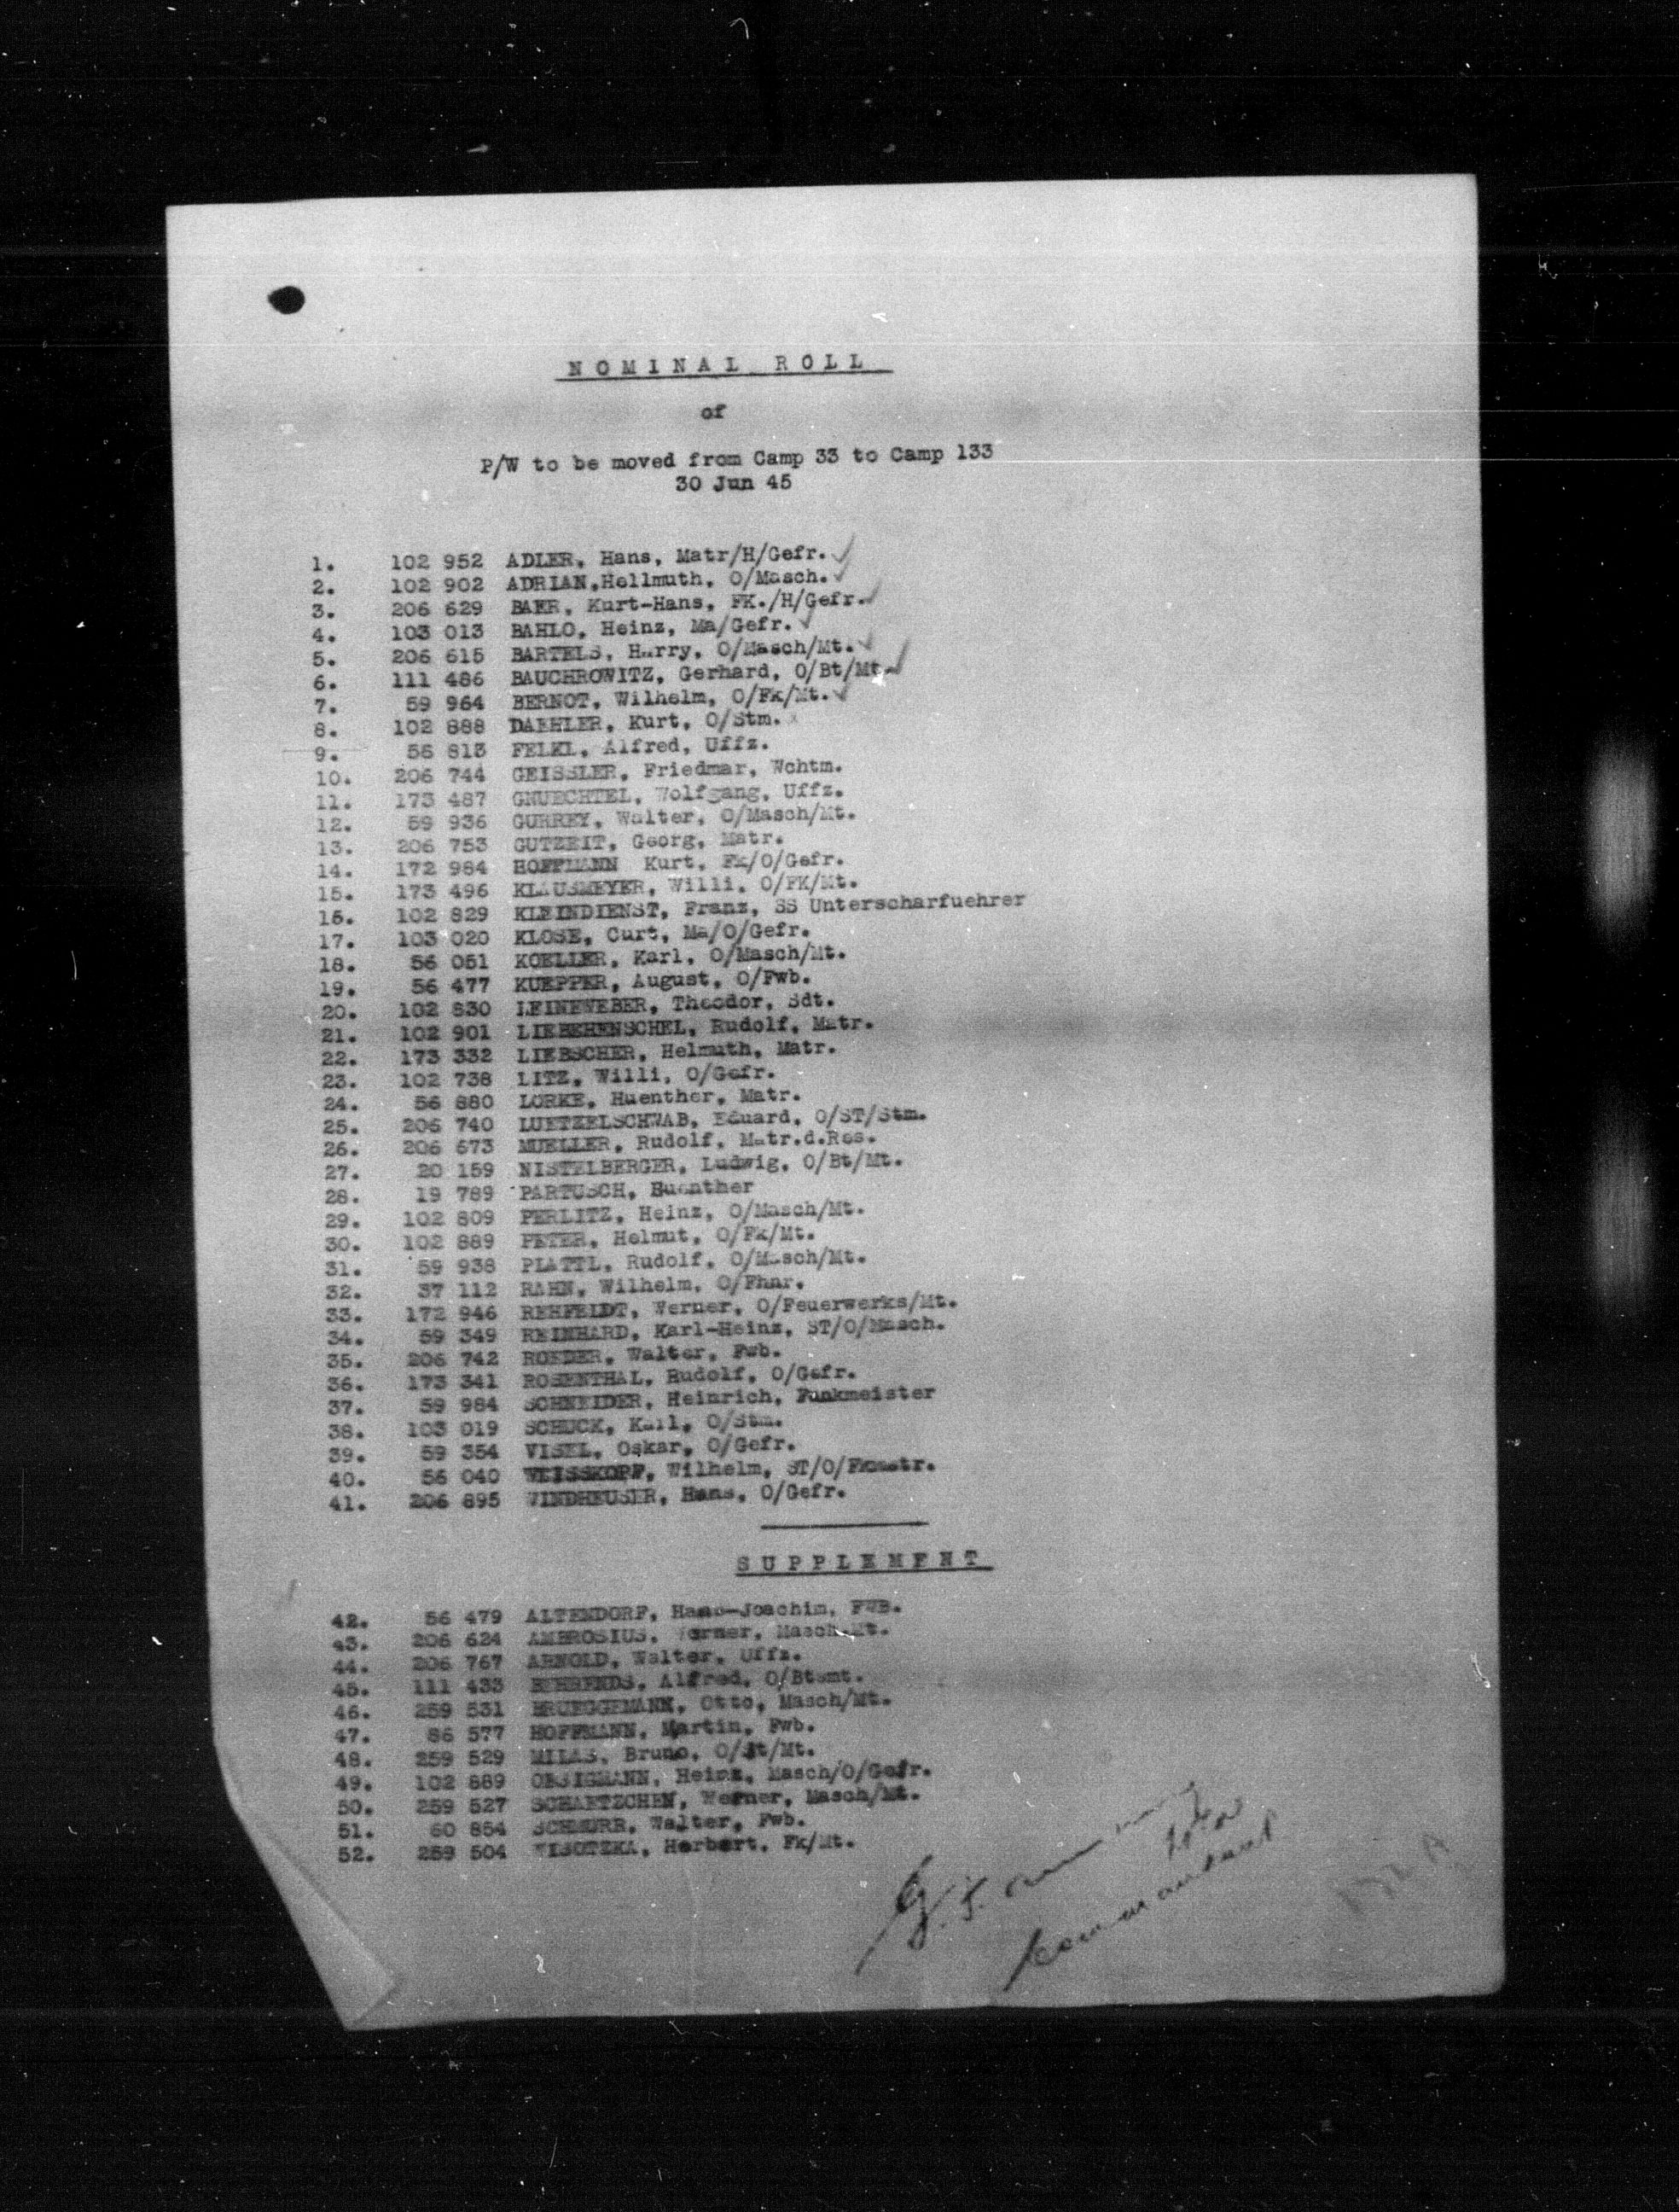 NOMINAL ROLL
of
P/W to be moved from Camp 33 to Camp 133
30 Jun 45
1. 102 952 ADLER, Hans, Matr/H/Gefr.
2. 102 902 ADRIAN,Hellmuth, O/Masch.
3. 206 629 BAER, Kurt-Hans, FK./H/Gefr.
4. 103 013 BAHLO, Heinz, Ma/Gefr.
5. 206 615 BARTELS, Harry, O/Masch/Mt.
6. 111 486 BAUCHROWITZ, Gerhard, O/Bt/Mt.
7. 59 964 BERNOT, Wilhelm, O/Fk/Mt.
8. 102 888 DAEHLER, Kurt, O/Stm.
9. 56 813 FELKL, Alfred, Uffz.
10. 206 744 GEISSLER, Friedmar, Wchtm.
11. 173 487 GNUECHTEL, Wolfgang, Uffz.
12. 59 936 GURREY, Walter, O/Masch/Mt.
13. 206 753 GUTZEIT, Georg, Matr.
14. 172 984 HOFFMANN Kurt, Fk/O/Gefr.
15. 173 496 KLAUSMEYER, Willi, O/FK/Mt.
16. 102 829 KLEINDIENST, Franz, SS Unterscharfuehrer
17. 103 020 KLOSE, Curt, Ma/O/Gefr.
18. 56 051 KOELLER, Karl, O/Masch/Mt.
19. 56 477 KUEPPER, August, O/Fwb.
20. 102 830 LEINEWEBER, Theodor, Sdt.
21. 102 901 LIEBEHENSCHEL, Rudolf, Matr.
22. 173 332 LIEBSCHER, Helmuth, Matr.
23. 102 738 LITZ, Willi, O/Gefr.
24. 56 880 LORKE, Huenther, Matr.
25. 206 740 LUETZELSCHWAB, Eduard, O/ST/Stm.
26. 206 673 MUELLER, Rudolf, Matr.d.Res.
27. 20 159 NISTELBERGER, Ludwig, O/Bt/Mt.
28. 19 789 PARTUSCH, Huenther
29. 102 809 PERLITZ, Heinz, O/Masch/Mt.
30. 102 889 PETER, Helmut, O/Fk/Mt.
31. 59 938 PLATTL, Rudolf, O/Masch/Mt.
32. 37 112 RAHN, Wilhelm, O/Fhnr.
33. 172 946 REHFELDT, Werner, O/Feuerwerks/Mt.
34. 59 349 REINHARD, Karl-Heinz, ST/O/Masch.
35. 206 742 ROEDER, Walter, Fwb.
36. 173 341 ROSENTHAL, Rudolf, O/Gefr.
37. 59 984 SCHNEIDER, Heinrich, Funkmeister
38. 103 019 SCHUCK, Karl, O/Stm.
39. 59 354 VISEL, Oskar, O/Gefr.
40. 56 040 WEISSKOPF, Wilhelm, ST/O/Fkmstr.
41. 206 895 WINDHEUSER, Hans, O/Gefr.
SUPPLEMENT
42. 56 479 ALTENDORF, Hans-Joachim, FWB.
43. 206 624 AMBROSIUS, Werner, Masch.Mt.
44. 206 767 ARNOLD, Walter, Uffz.
45. 111 433 BEHRENDS, Alfred, O/Btsmt.
46. 259 531 BRUEGGEMANN, Otto, Masch/Mt.
47. 86 577 HOFFMANN, Martin, Fwb.
48. 259 529 MILAS, Bruno, O/St/Mt.
49. 102 889 Heinz, Masch/O/Gefr.
50. 259 527 SCHAETZCHEN, Werner, Masch/Mt.
51. 60 854 SCHNURR, Walter, Fwb.
52. 259 504 WISOTZKA, Herbert, Fk/Mt.
Commandant